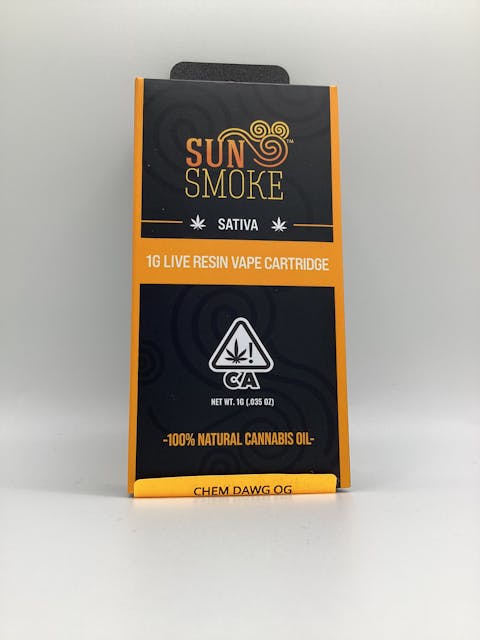 SUN
SMOKE™
SATIVA
1G LIVE RESIN VAPE CARTRIDGE
!
CA
NET WT. 1G (.035 OZ)
-100% NATURAL CANNABIS OIL-
CHEM DAWG OG